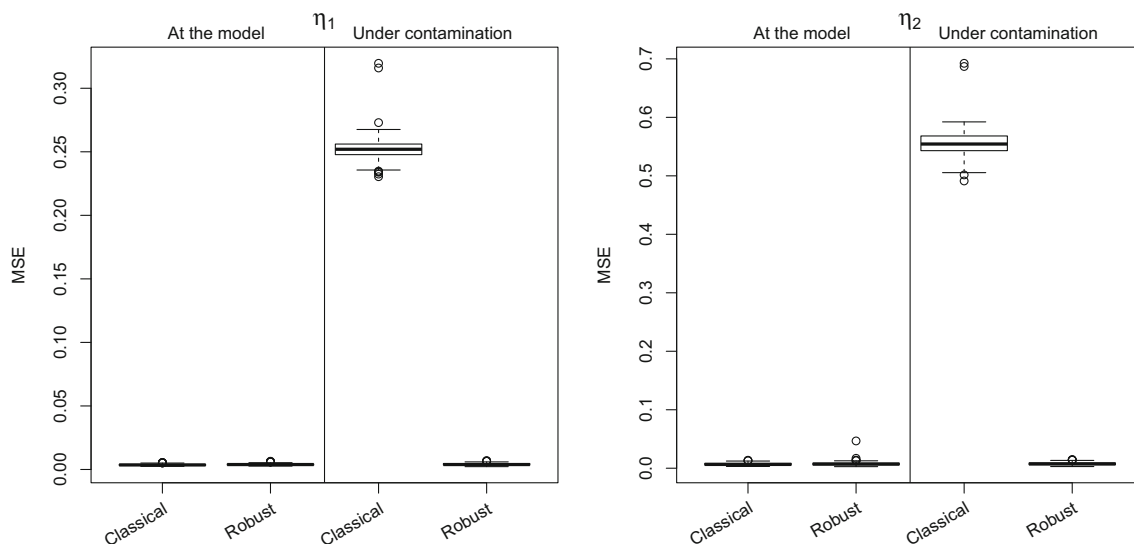 η1
At the model
Under contamination
MSE
0.30
0.25
0.20
0.15
0.10
0.05
0.00
Classical
Robust
Classical
Robust
η2
At the model
Under contamination
MSE
0.7
0.6
0.5
0.4
0.3
0.2
0.1
0.0
Classical
Robust
Classical
Robust